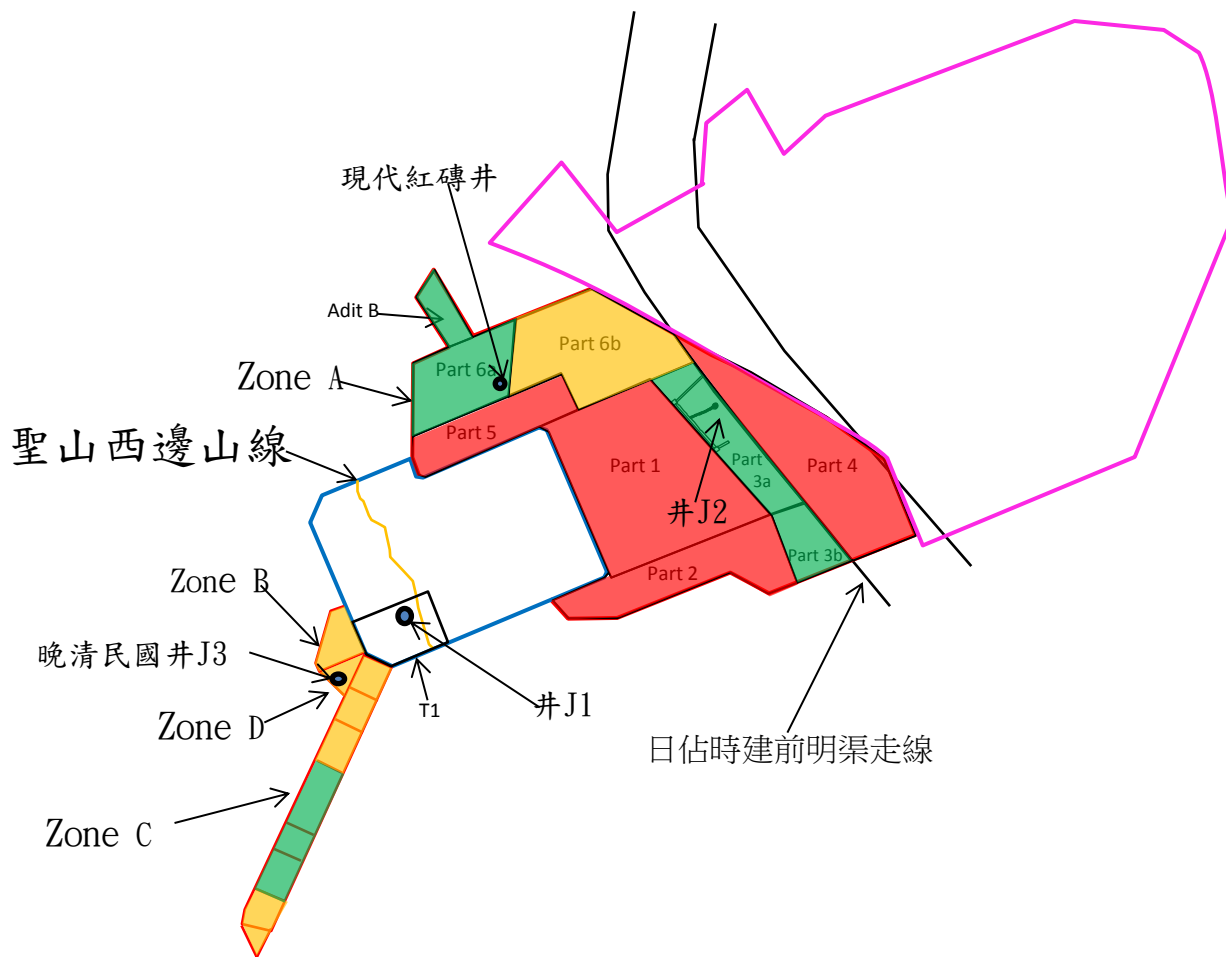 現代紅磚井
Adit B
Part 6b
Part 6a
Zone A
Part 5
聖山西邊山線
Part 1
Part 3a
Part 4
井J2
Part 3b
Zone B
Part 2
晚清民國井J3
Zone D
T1
井J1
日佔時建前明渠走線
Zone C